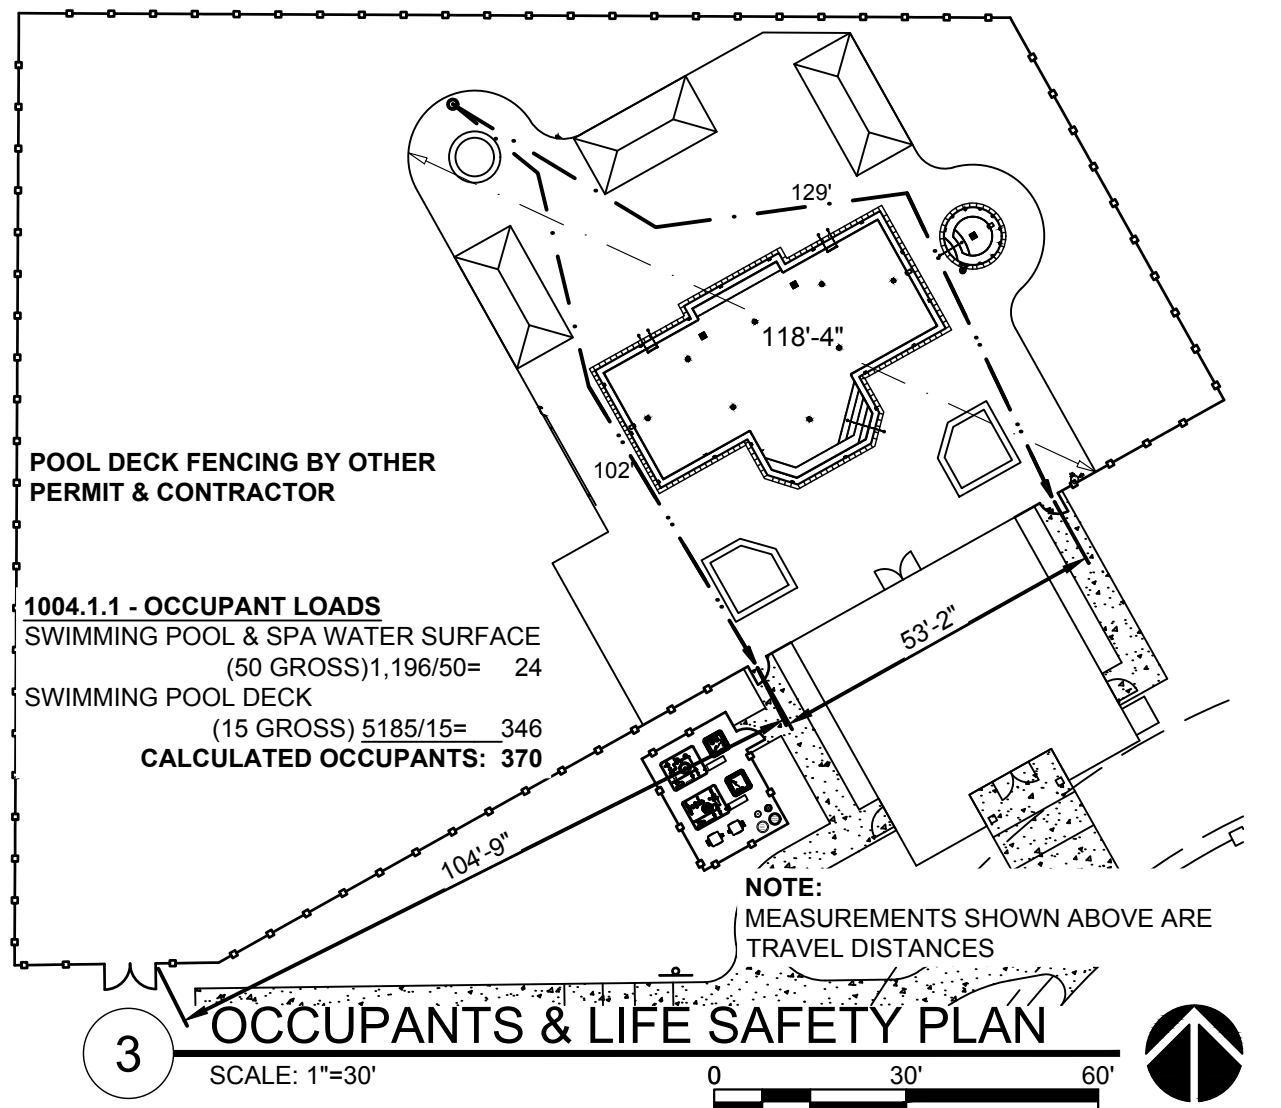 129'
118'-4"
102'
POOL DECK FENCING BY OTHER
PERMIT & CONTRACTOR
1004.1.1 - OCCUPANT LOADS
SWIMMING POOL & SPA WATER SURFACE
(50 GROSS)1,196/50= 24
SWIMMING POOL DECK
(15 GROSS) 5185/15= 346
CALCULATED OCCUPANTS: 370
53'-2"
104'-9"
NOTE:
MEASUREMENTS SHOWN ABOVE ARE
TRAVEL DISTANCES
3
OCCUPANTS & LIFE SAFETY PLAN
SCALE: 1"=30'
0 30' 60'